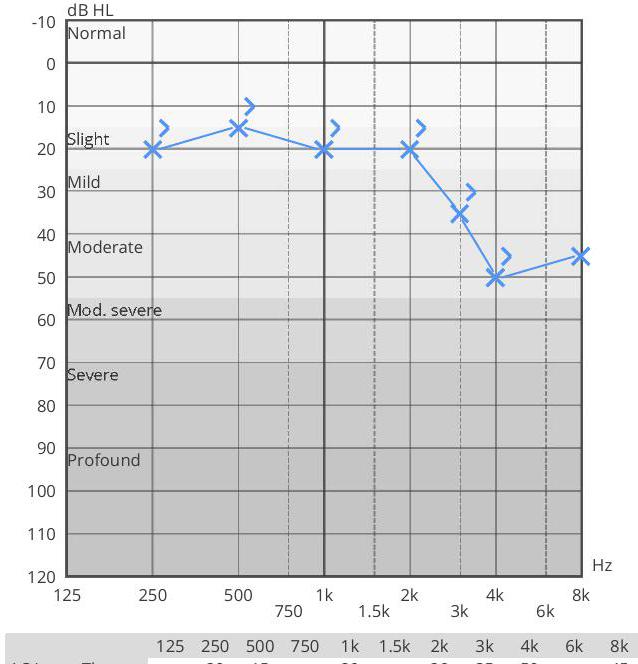 dB HL
-10
Normal
0
10
Slight
20
Mild
30
40
Moderate
50
Mod. severe
60
70
Severe
80
90
Profound
100
110
120
Hz
125 250 500 1k 2k 4k 8k
750 1.5k 3k 6k
125 250 500 750 1k 1.5k 2k 3k 4k 6k 8k